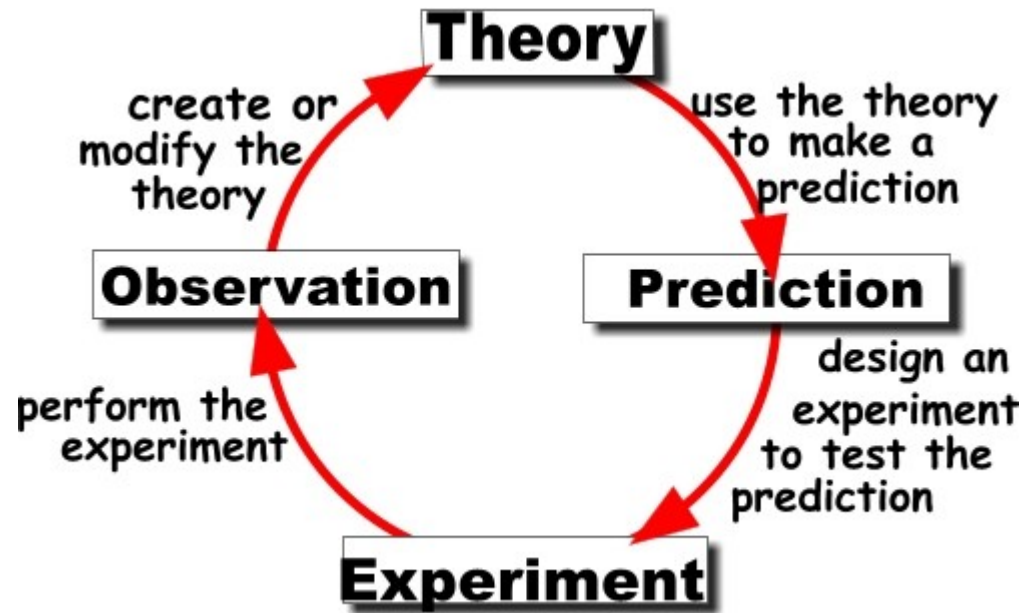 Theory
use the theory
to make a
prediction
Prediction
design an
experiment
to test the
prediction
Experiment
perform the
experiment
Observation
create or
modify the
theory